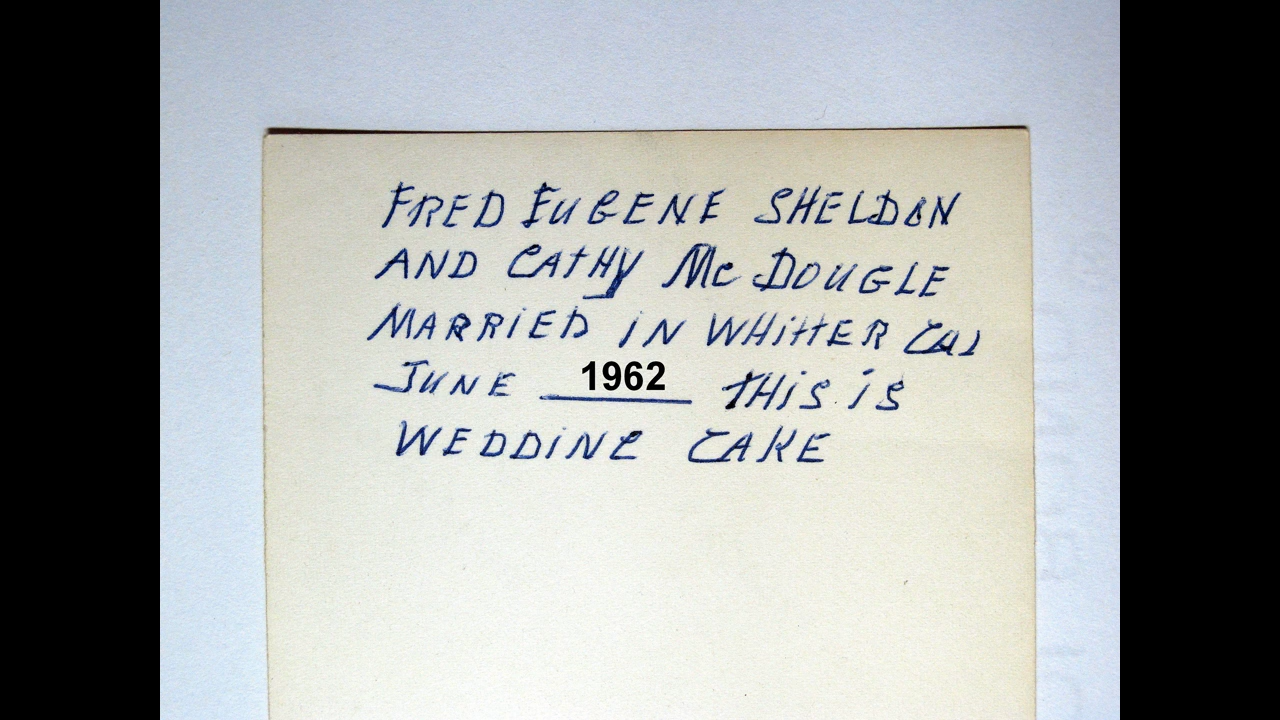 FRED EUGENE SHELDON
AND CATHY McDOUGLE
MARRIED IN WHITTER CAL
JUNE 1962 THIS IS
WEDDING CAKE